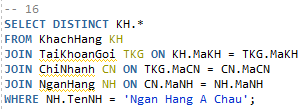 -- 16
SELECT DISTINCT KH.*
FROM KhachHang KH
JOIN TaiKhoanGoi TKG ON KH.MaKH = TKG.MaKH
JOIN ChiNhanh CN ON TKG.MaCN = CN.MaCN
JOIN NganHang NH ON CN.MaNH = NH.MaNH
WHERE NH.TenNH = 'Ngan Hang A Chau';